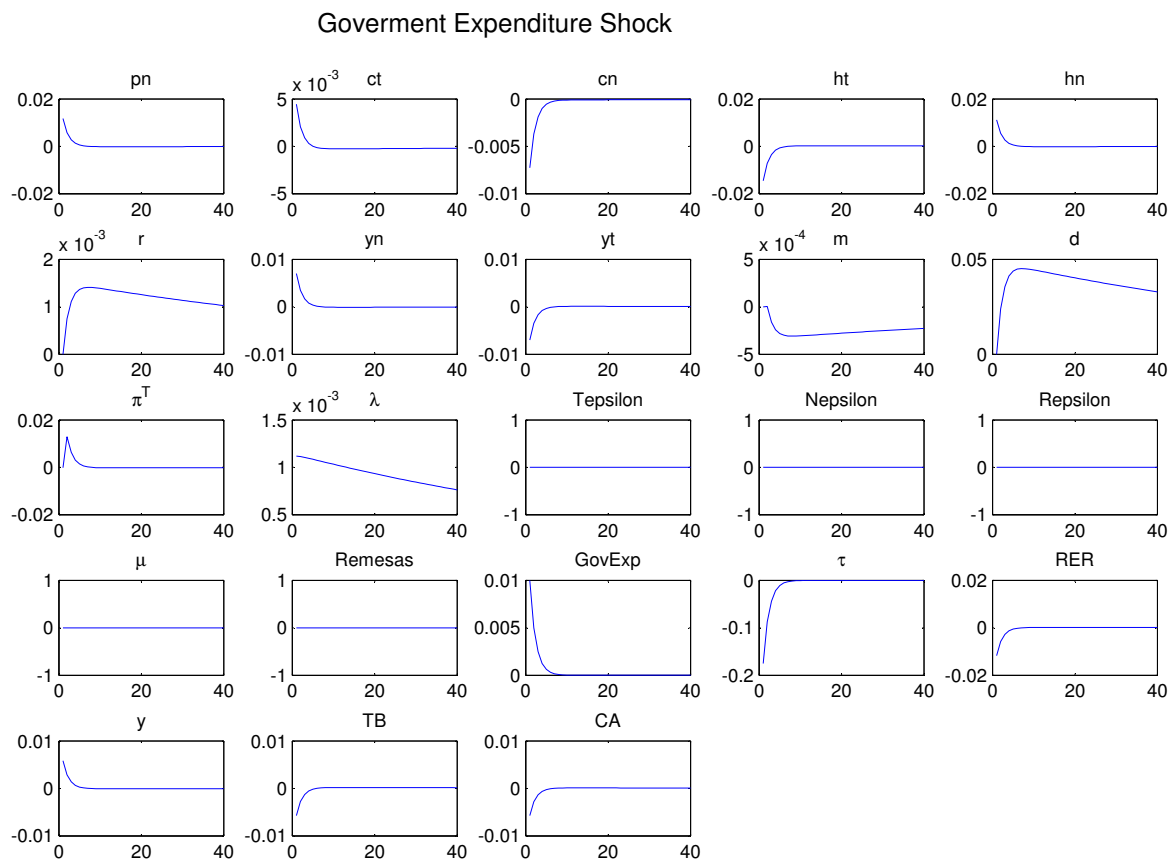 Goverment Expenditure Shock
pn
0.02
0
-0.02
0 20 40
ct
x 10^-3
5
0
-5
0 20 40
cn
0
-0.005
-0.01
0 20 40
ht
0.02
0
-0.02
0 20 40
hn
0.02
0
-0.02
0 20 40
r
x 10^-3
2
1
0
0 20 40
yn
0.01
0
-0.01
0 20 40
yt
0.01
0
-0.01
0 20 40
m
x 10^-4
5
0
-5
0 20 40
d
0.05
0
0 20 40
π^T
0.02
0
-0.02
0 20 40
λ
x 10^-3
1.5
1
0.5
0 20 40
Tepsilon
1
0
-1
0 20 40
Nepsilon
1
0
-1
0 20 40
Repsilon
1
0
-1
0 20 40
μ
1
0
-1
0 20 40
Remesas
1
0
-1
0 20 40
GovExp
0.01
0.005
0
0 20 40
τ
0
-0.1
-0.2
0 20 40
RER
0.02
0
-0.02
0 20 40
y
0.01
0
-0.01
0 20 40
TB
0.01
0
-0.01
0 20 40
CA
0.01
0
-0.01
0 20 40